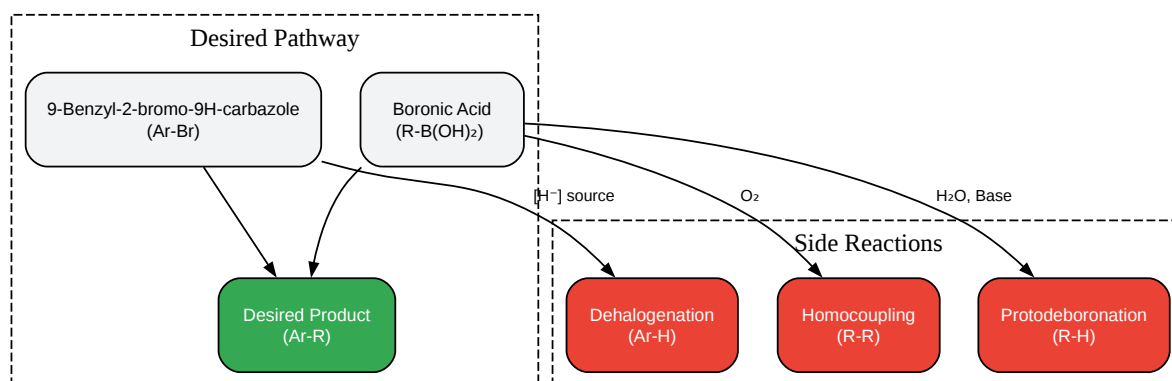 Desired Pathway
9-Benzyl-2-bromo-9H-carbazole
(Ar-Br)
Boronic Acid
(R-B(OH)₂)
[H⁻] source
O₂
H₂O, Base
Side Reactions
Desired Product
(Ar-R)
Dehalogenation
(Ar-H)
Homocoupling
(R-R)
Protodeboronation
(R-H)